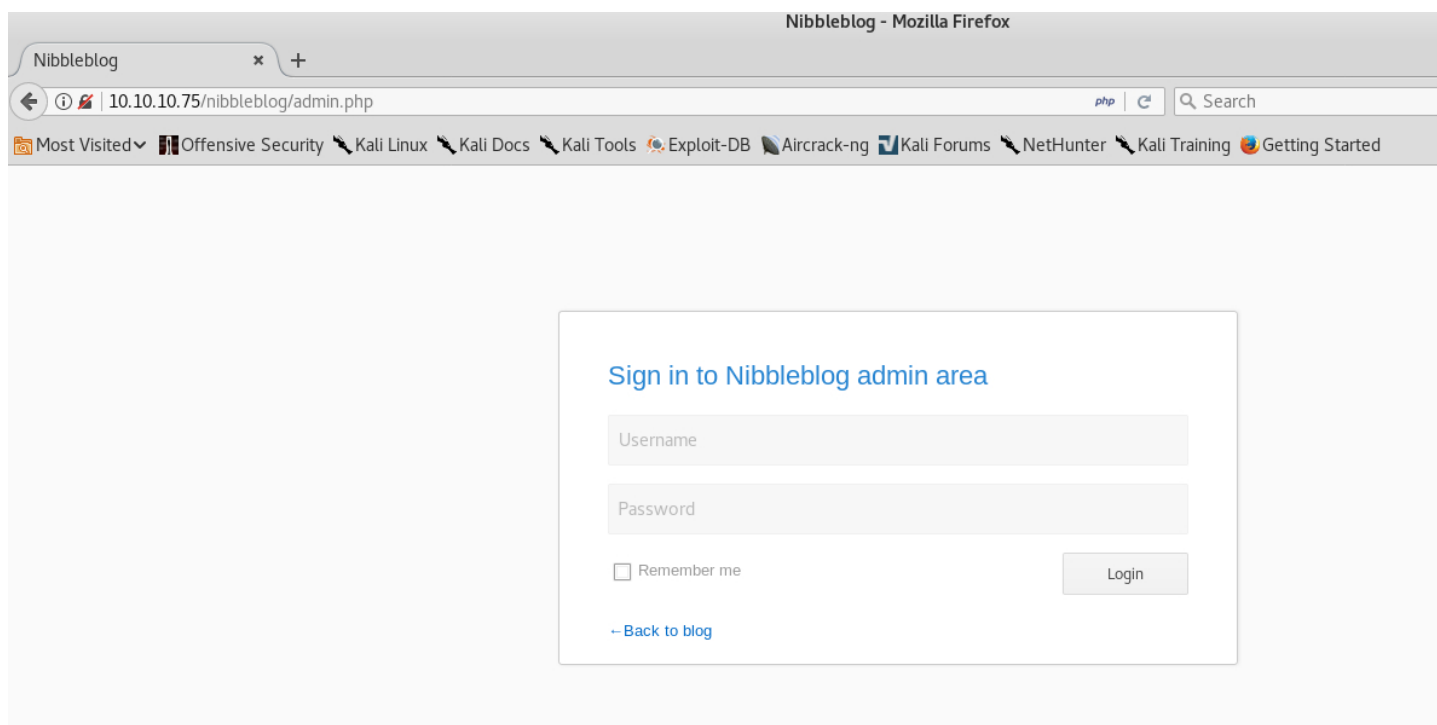 Nibbleblog - Mozilla Firefox
Nibbleblog × +
10.10.10.75/nibbleblog/admin.php php Search
Most Visited Offensive Security Kali Linux Kali Docs Kali Tools Exploit-DB Aircrack-ng Kali Forums NetHunter Kali Training Getting Started
Sign in to Nibbleblog admin area
Username
Password
Remember me Login
←Back to blog